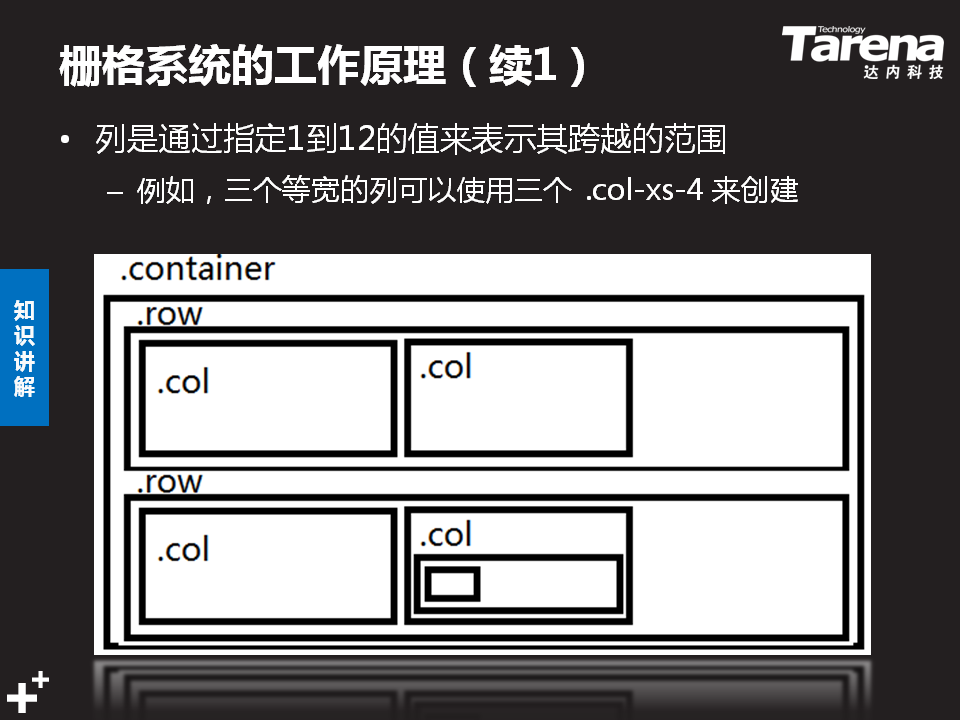 栅格系统的工作原理（续1）
Technology
Tarena
达内科技
• 列是通过指定1到12的值来表示其跨越的范围
– 例如，三个等宽的列可以使用三个 .col-xs-4 来创建
知识讲解
.container
.row
.col
.col
.row
.col
.col